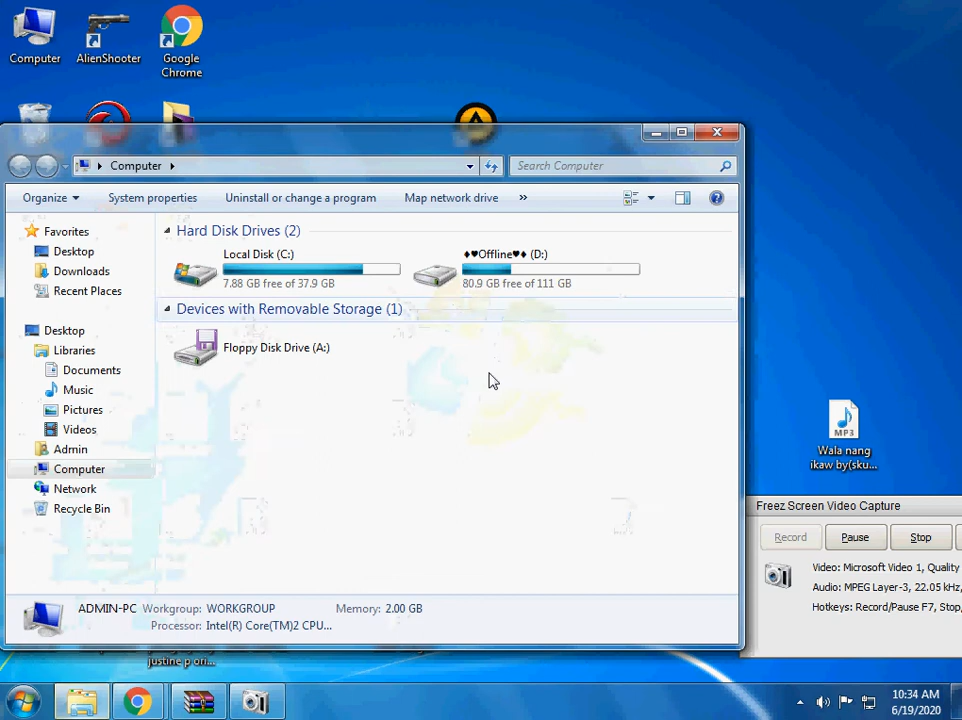 Computer
AlienShooter
Google
Chrome
Computer
Search Computer
Organize
System properties
Uninstall or change a program
Map network drive
»
Favorites
Desktop
Downloads
Recent Places
Desktop
Libraries
Documents
Music
Pictures
Videos
Admin
Computer
Network
Recycle Bin
Hard Disk Drives (2)
Local Disk (C:)
7.88 GB free of 37.9 GB
♦♥Offline♥♦ (D:)
80.9 GB free of 111 GB
Devices with Removable Storage (1)
Floppy Disk Drive (A:)
ADMIN-PC Workgroup: WORKGROUP Memory: 2.00 GB
Processor: Intel(R) Core(TM)2 CPU...
justine p ori...
MP3
Wala nang
ikaw by(sku...
Freez Screen Video Capture
Record
Pause
Stop
Video: Microsoft Video 1, Quality
Audio: MPEG Layer-3, 22.05 kHz,
Hotkeys: Record/Pause F7, Stop,
10:34 AM
6/19/2020